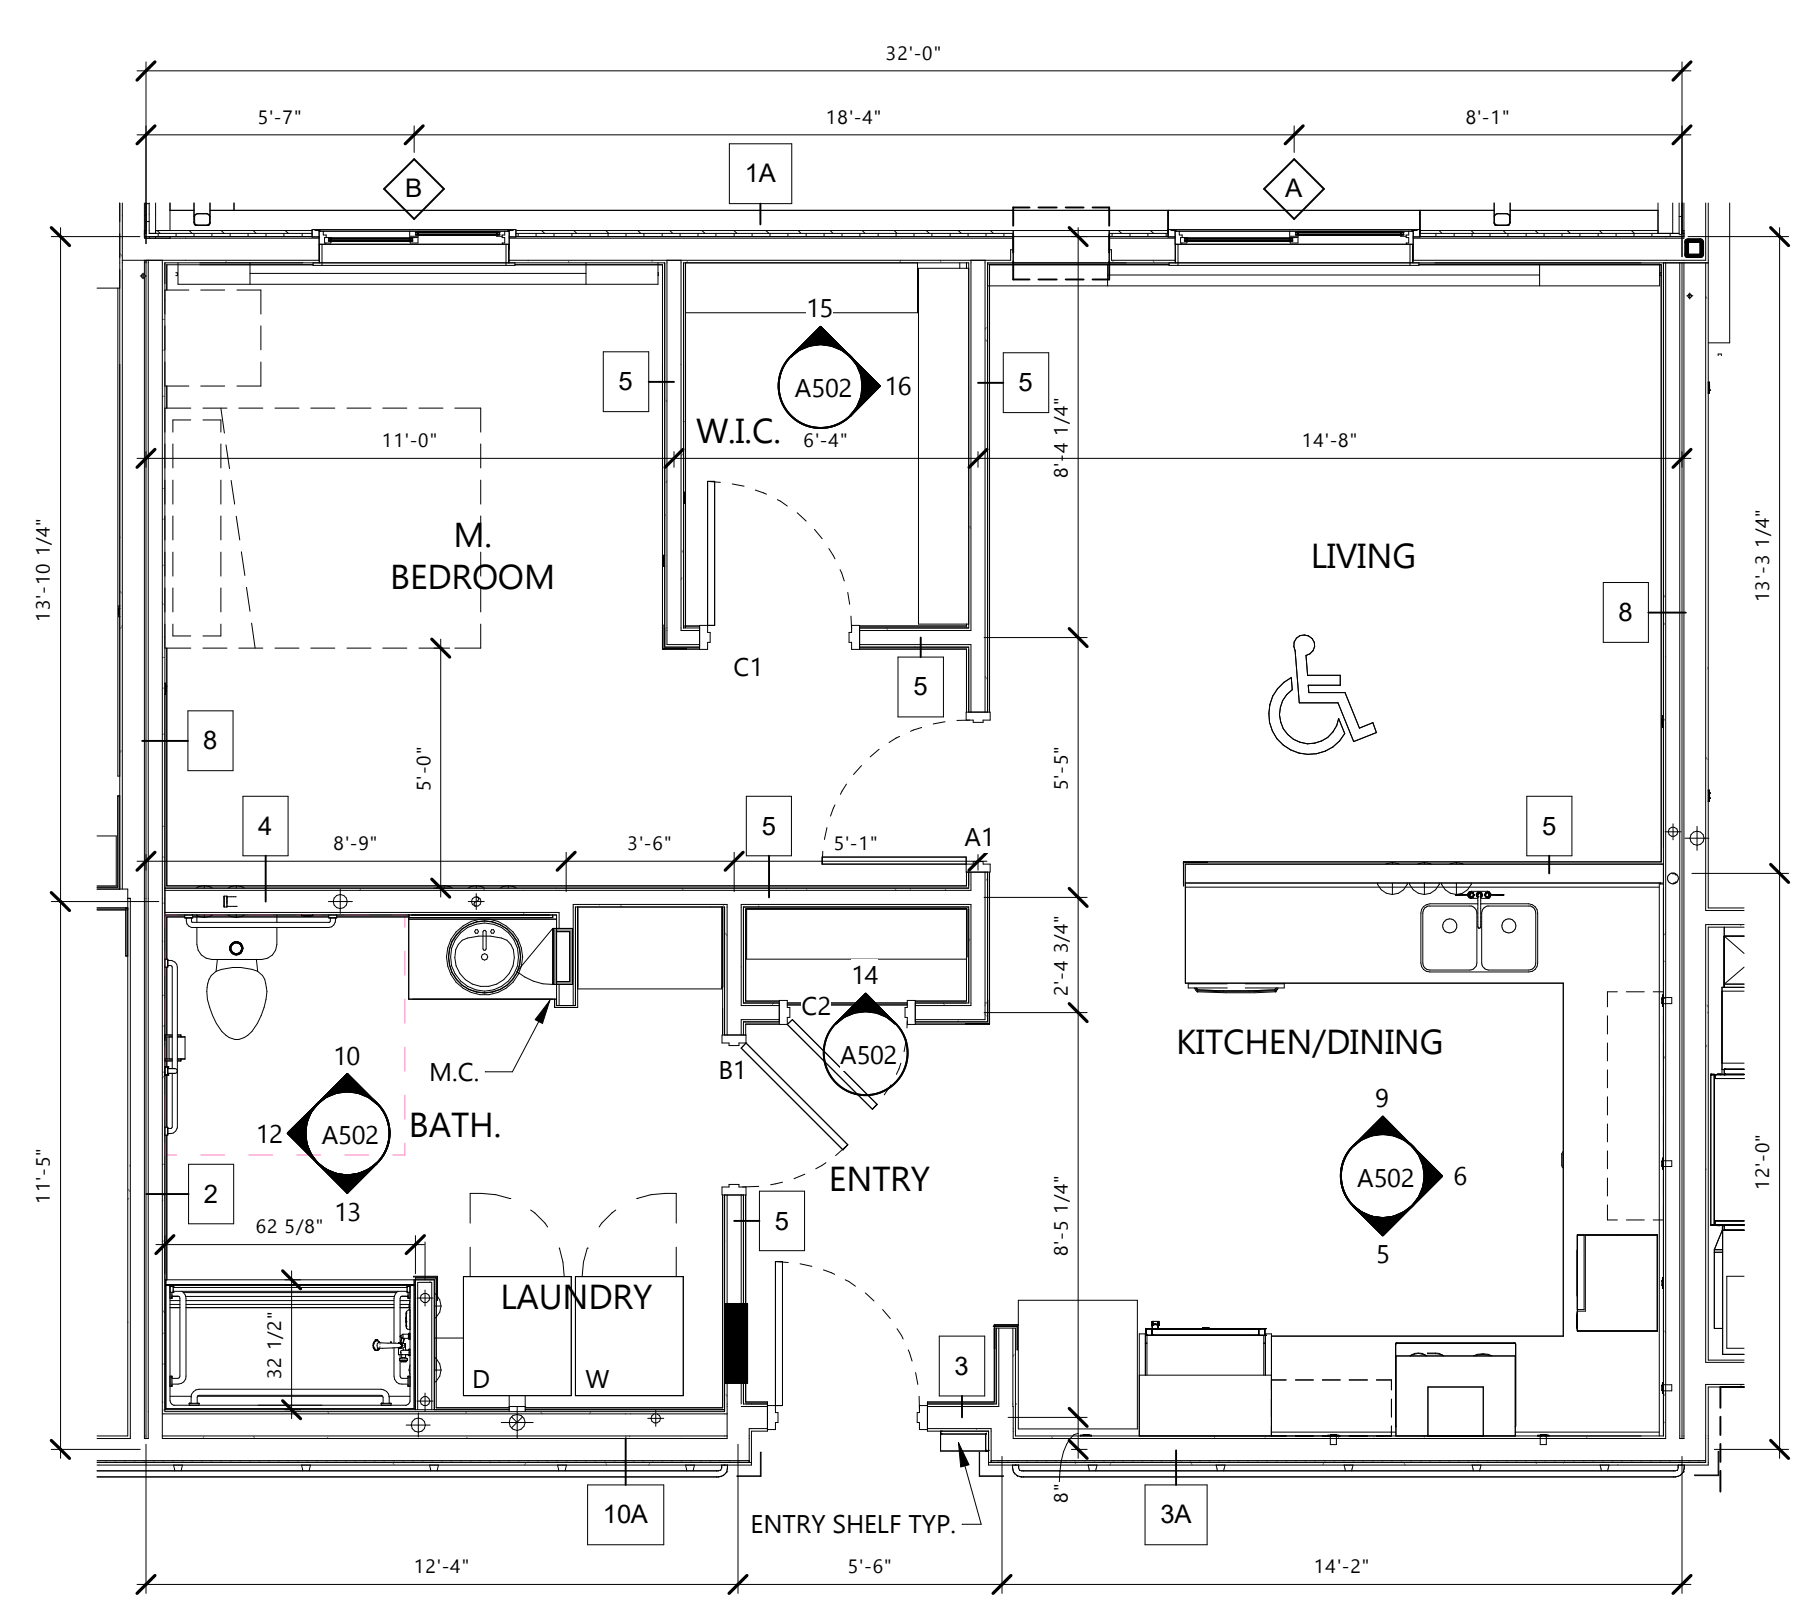 32'-0"
5'-7"
18'-4"
8'-1"
B
1A
A
15
A502
16
5
5
W.I.C.
11'-0"
6'-4"
8'-4 1/4"
14'-8"
M.
BEDROOM
LIVING
13'-10 1/4"
13'-3 1/4"
8
C1
5
8
5'-0"
5'-5"
4
5
5
8'-9"
3'-6"
5'-1"
A1
2'-4 3/4"
14
C2
A502
KITCHEN/DINING
M.C.
B1
10
12
A502
13
BATH.
9
A502
6
5
ENTRY
11'-5"
12'-0"
2
5
62 5/8"
8'-5 1/4"
LAUNDRY
32 1/2"
D
W
3
8"
10A
ENTRY SHELF TYP.
3A
12'-4"
5'-6"
14'-2"